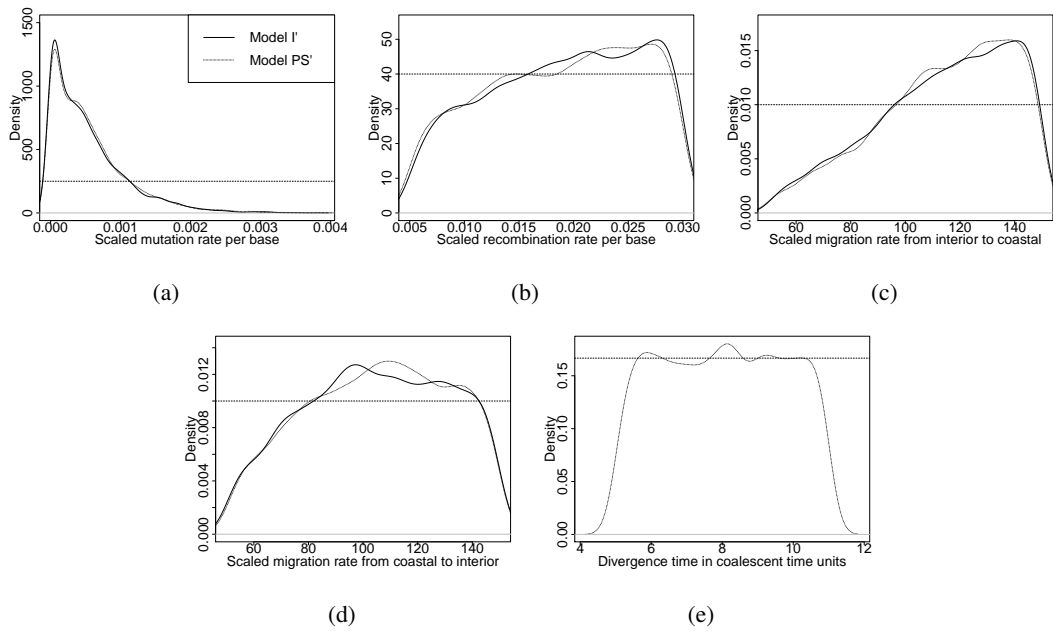 1500
1000
500
0
Density
Model I'
Model PS'
0.000 0.001 0.002 0.003 0.004
Scaled mutation rate per base
(a)
50
40
30
20
10
0
Density
0.005 0.010 0.015 0.020 0.025 0.030
Scaled recombination rate per base
(b)
0.015
0.010
0.005
0.000
Density
60 80 100 120 140
Scaled migration rate from interior to coastal
(c)
0.012
0.008
0.004
0.000
Density
60 80 100 120 140
Scaled migration rate from coastal to interior
(d)
0.15
0.10
0.05
0.00
Density
4 6 8 10 12
Divergence time in coalescent time units
(e)